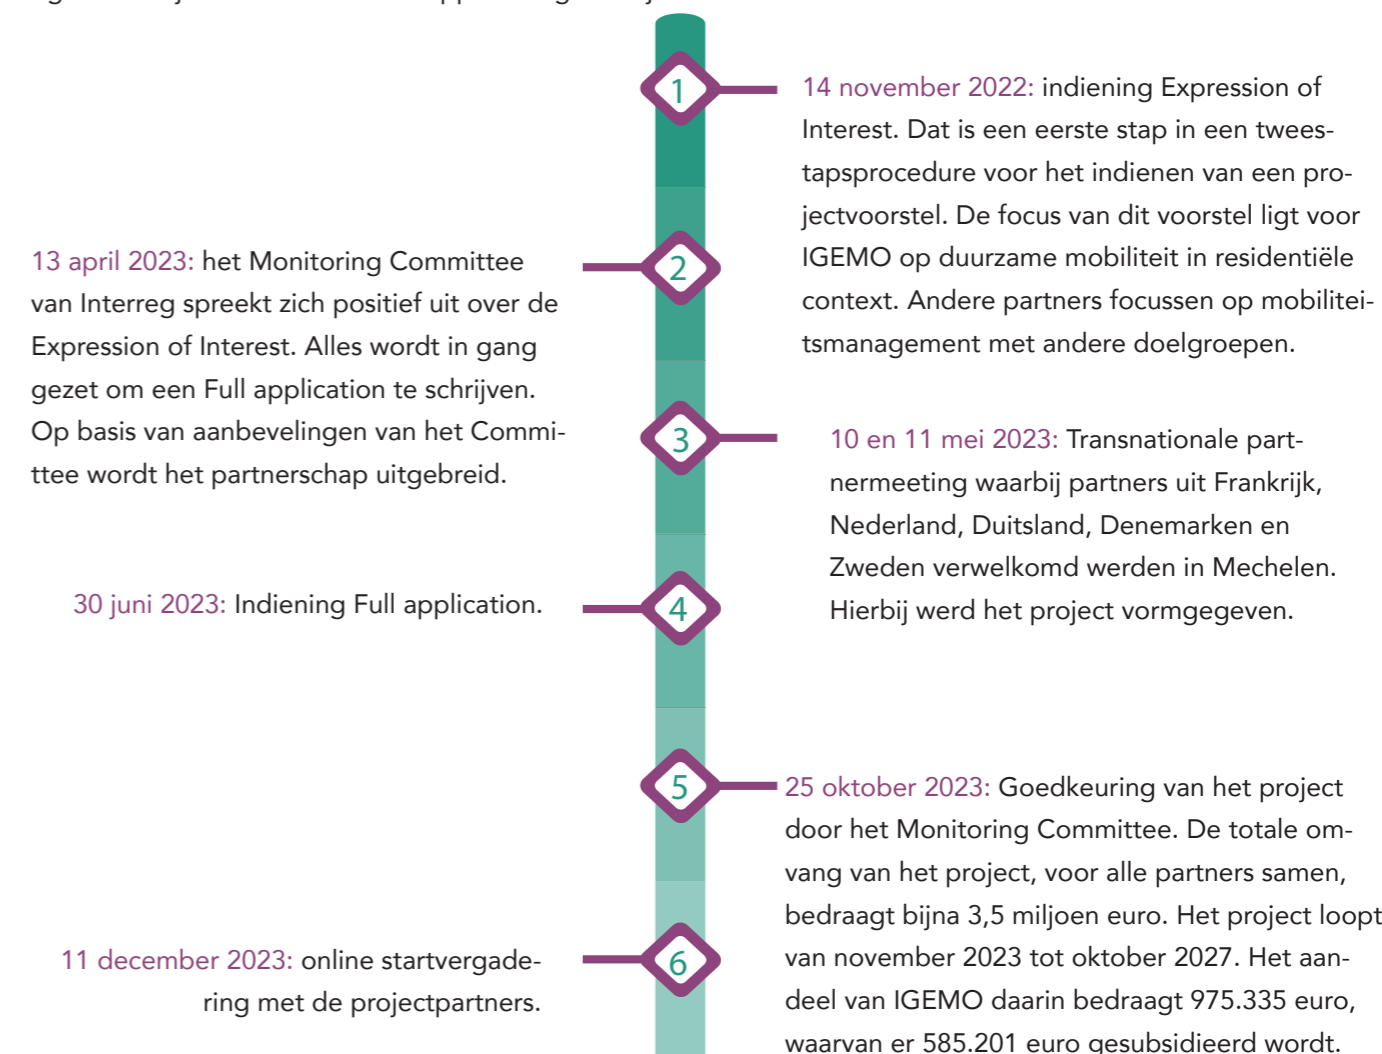 1
14 november 2022: indiening Expression of
Interest. Dat is een eerste stap in een twees-
tapsprocedure voor het indienen van een pro-
jectvoorstel. De focus van dit voorstel ligt voor
IGEMO op duurzame mobiliteit in residentiële
context. Andere partners focussen op mobilitei-
tsmanagement met andere doelgroepen.
2
13 april 2023: het Monitoring Committee
van Interreg spreekt zich positief uit over de
Expression of Interest. Alles wordt in gang
gezet om een Full application te schrijven.
Op basis van aanbevelingen van het Commi-
ttee wordt het partnerschap uitgebreid.
3
10 en 11 mei 2023: Transnationale part-
nermeeting waarbij partners uit Frankrijk,
Nederland, Duitsland, Denemarken en
Zweden verwelkomd werden in Mechelen.
Hierbij werd het project vormgegeven.
4
30 juni 2023: Indiening Full application.
5
25 oktober 2023: Goedkeuring van het project
door het Monitoring Committee. De totale om-
vang van het project, voor alle partners samen,
bedraagt bijna 3,5 miljoen euro. Het project loopt
van november 2023 tot oktober 2027. Het aan-
deel van IGEMO daarin bedraagt 975.335 euro,
waarvan er 585.201 euro gesubsidieerd wordt.
6
11 december 2023: online startvergade-
ring met de projectpartners.